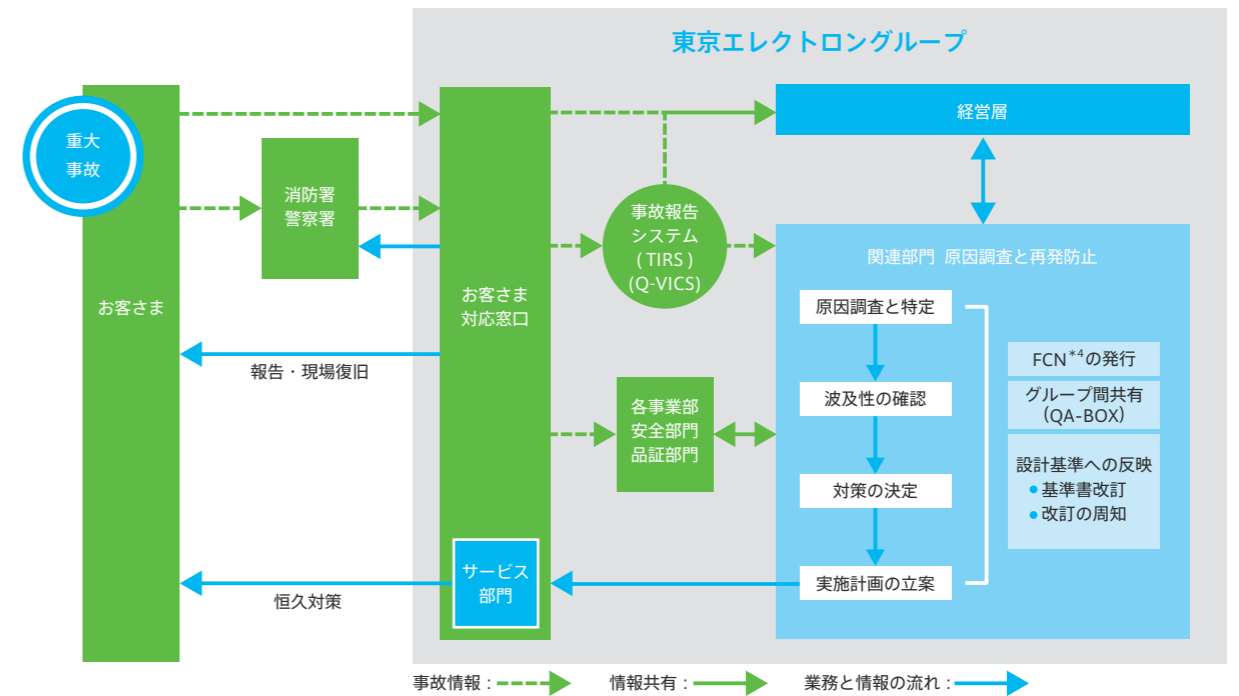 東京エレクトロングループ
重大
事故
お客さま
消防署
警察署
お客さま
対応窓口
事故報告
システム
( TIRS )
(Q-VICS)
経営層
関連部門 原因調査と再発防止
原因調査と特定
波及性の確認
対策の決定
実施計画の立案
FCN*4の発行
グループ間共有
(QA-BOX)
設計基準への反映
● 基準書改訂
● 改訂の周知
各事業部
安全部門
品証部門
報告・現場復旧
サービス
部門
恒久対策
事故情報 :
情報共有 :
業務と情報の流れ :